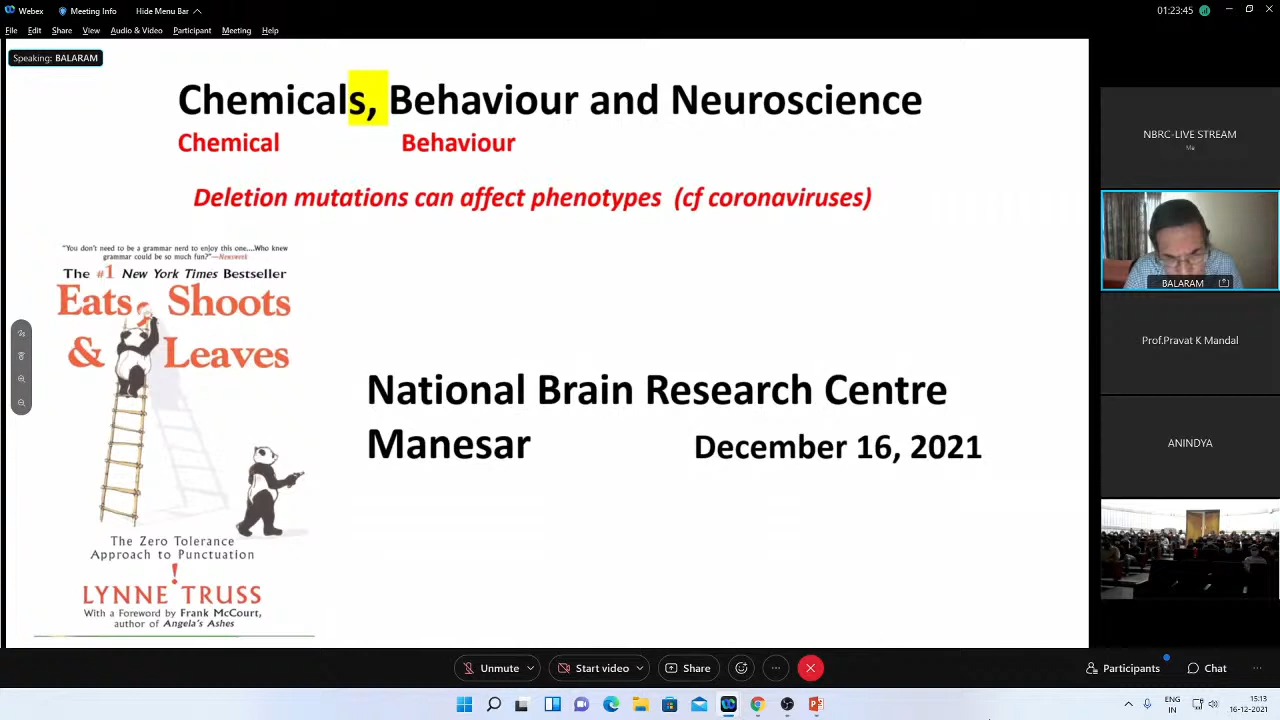 Webex
Meeting Info
Hide Menu Bar
01:23:45
File Edit Share View Audio & Video Participant Meeting Help
Speaking: BALARAM
Chemicals, Behaviour and Neuroscience
Chemical Behaviour
Deletion mutations can affect phenotypes (cf coronaviruses)
"You don't need to be a grammar nerd to enjoy this one....Who knew
grammar could be so much fun?"—Newsweek
The #1 New York Times Bestseller
Eats Shoots
& Leaves
The Zero Tolerance
Approach to Punctuation
!
LYNNE TRUSS
With a Foreword by Frank McCourt,
author of Angela's Ashes
National Brain Research Centre
Manesar December 16, 2021
NBRC-LIVE STREAM
Me
BALARAM
Prof.Pravat K Mandal
ANINDYA
Unmute
Start video
Share
Participants
Chat
ENG
IN
15:33
16-12-2021